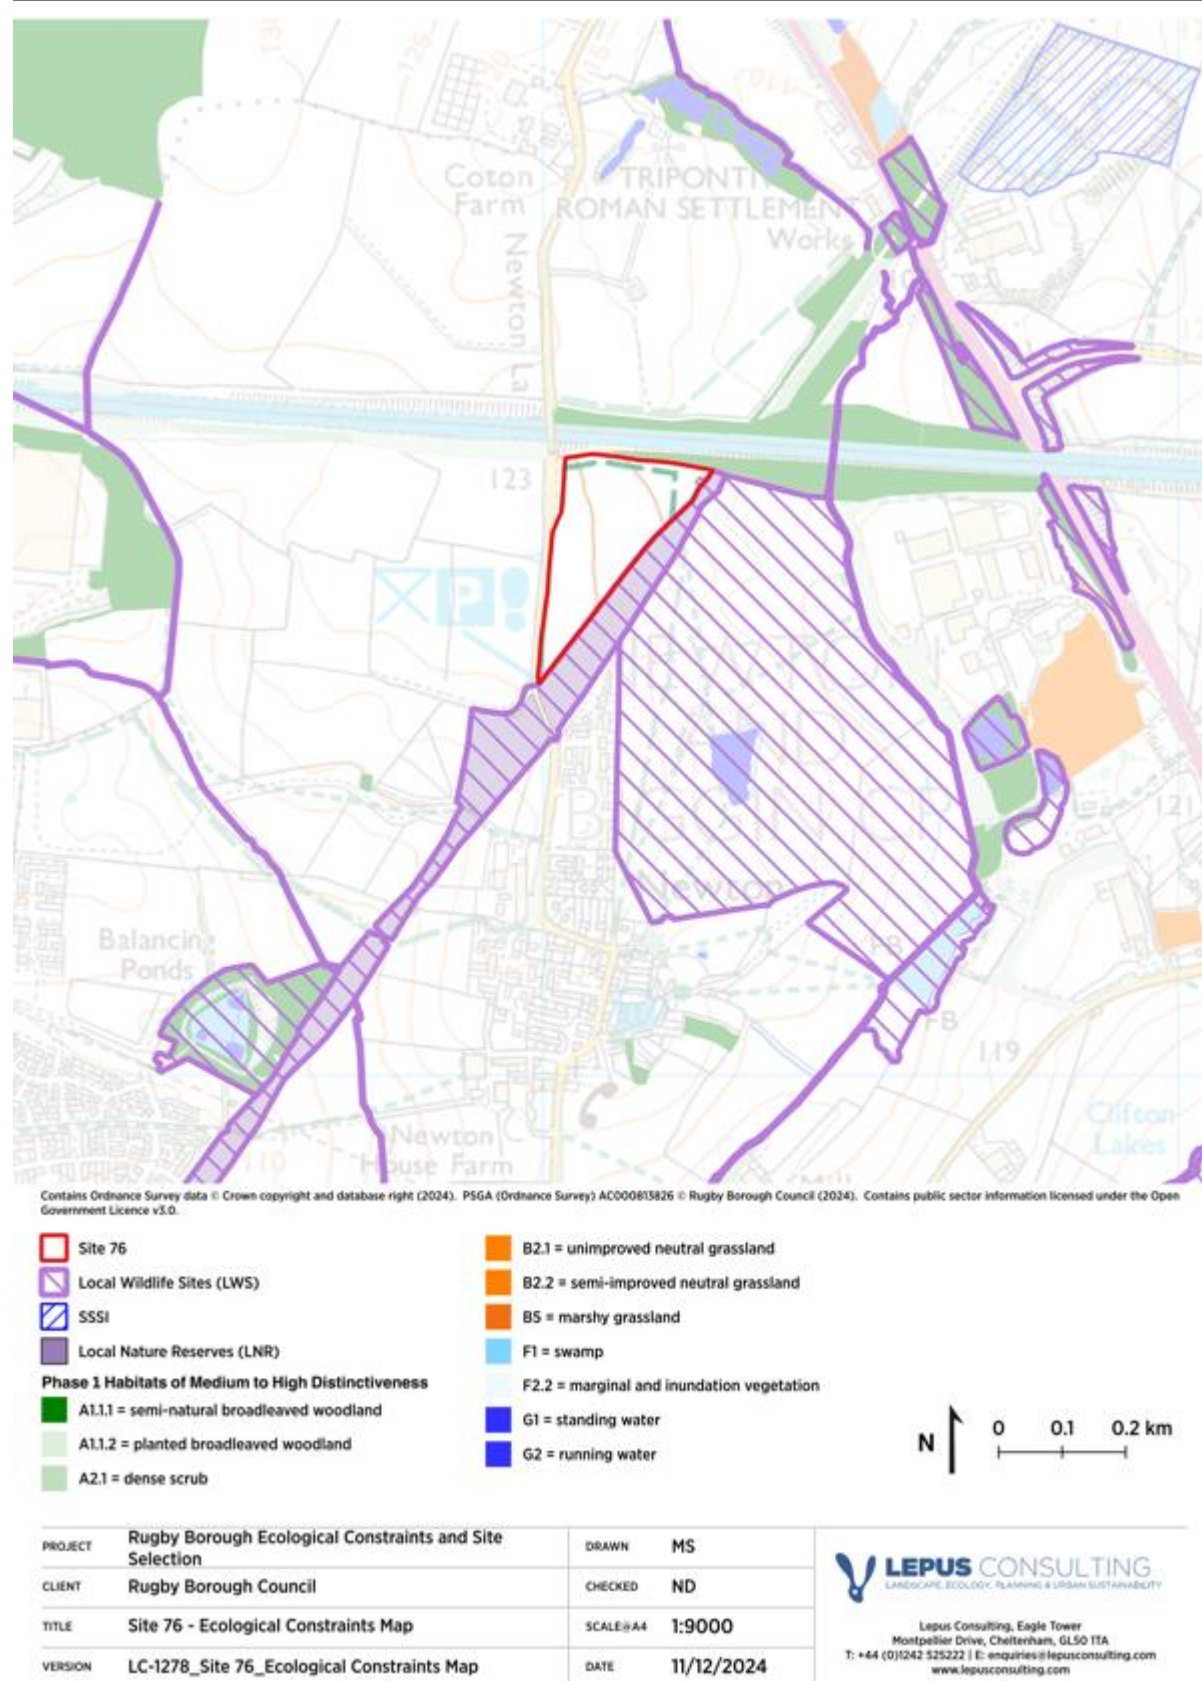 130
125
Coton
Farm
TRIPONTI
ROMAN SETTLEMENT
Works
Newton La
123
P
121
Newton
Balancing
Ponds
FB
FB
119
Newton
House Farm
110
Clifton
Lakes
Contains Ordnance Survey data © Crown copyright and database right (2024). PSGA (Ordnance Survey) AC000813826 © Rugby Borough Council (2024). Contains public sector information licensed under the Open
Government Licence v3.0.
Site 76
Local Wildlife Sites (LWS)
SSSI
Local Nature Reserves (LNR)
Phase 1 Habitats of Medium to High Distinctiveness
A1.1.1 = semi-natural broadleaved woodland
A1.1.2 = planted broadleaved woodland
A2.1 = dense scrub
B2.1 = unimproved neutral grassland
B2.2 = semi-improved neutral grassland
B5 = marshy grassland
F1 = swamp
F2.2 = marginal and inundation vegetation
G1 = standing water
G2 = running water
N
0 0.1 0.2 km
PROJECT Rugby Borough Ecological Constraints and Site
Selection
CLIENT Rugby Borough Council
TITLE Site 76 - Ecological Constraints Map
VERSION LC-1278_Site 76_Ecological Constraints Map
DRAWN MS
CHECKED ND
SCALE@A4 1:9000
DATE 11/12/2024
LEPUS CONSULTING
LANDSCAPE, ECOLOGY, PLANNING & URBAN SUSTAINABILITY
Lepus Consulting, Eagle Tower
Montpellier Drive, Cheltenham, GL50 1TA
T: +44 (0)1242 525222 | E: enquiries@lepusconsulting.com
www.lepusconsulting.com